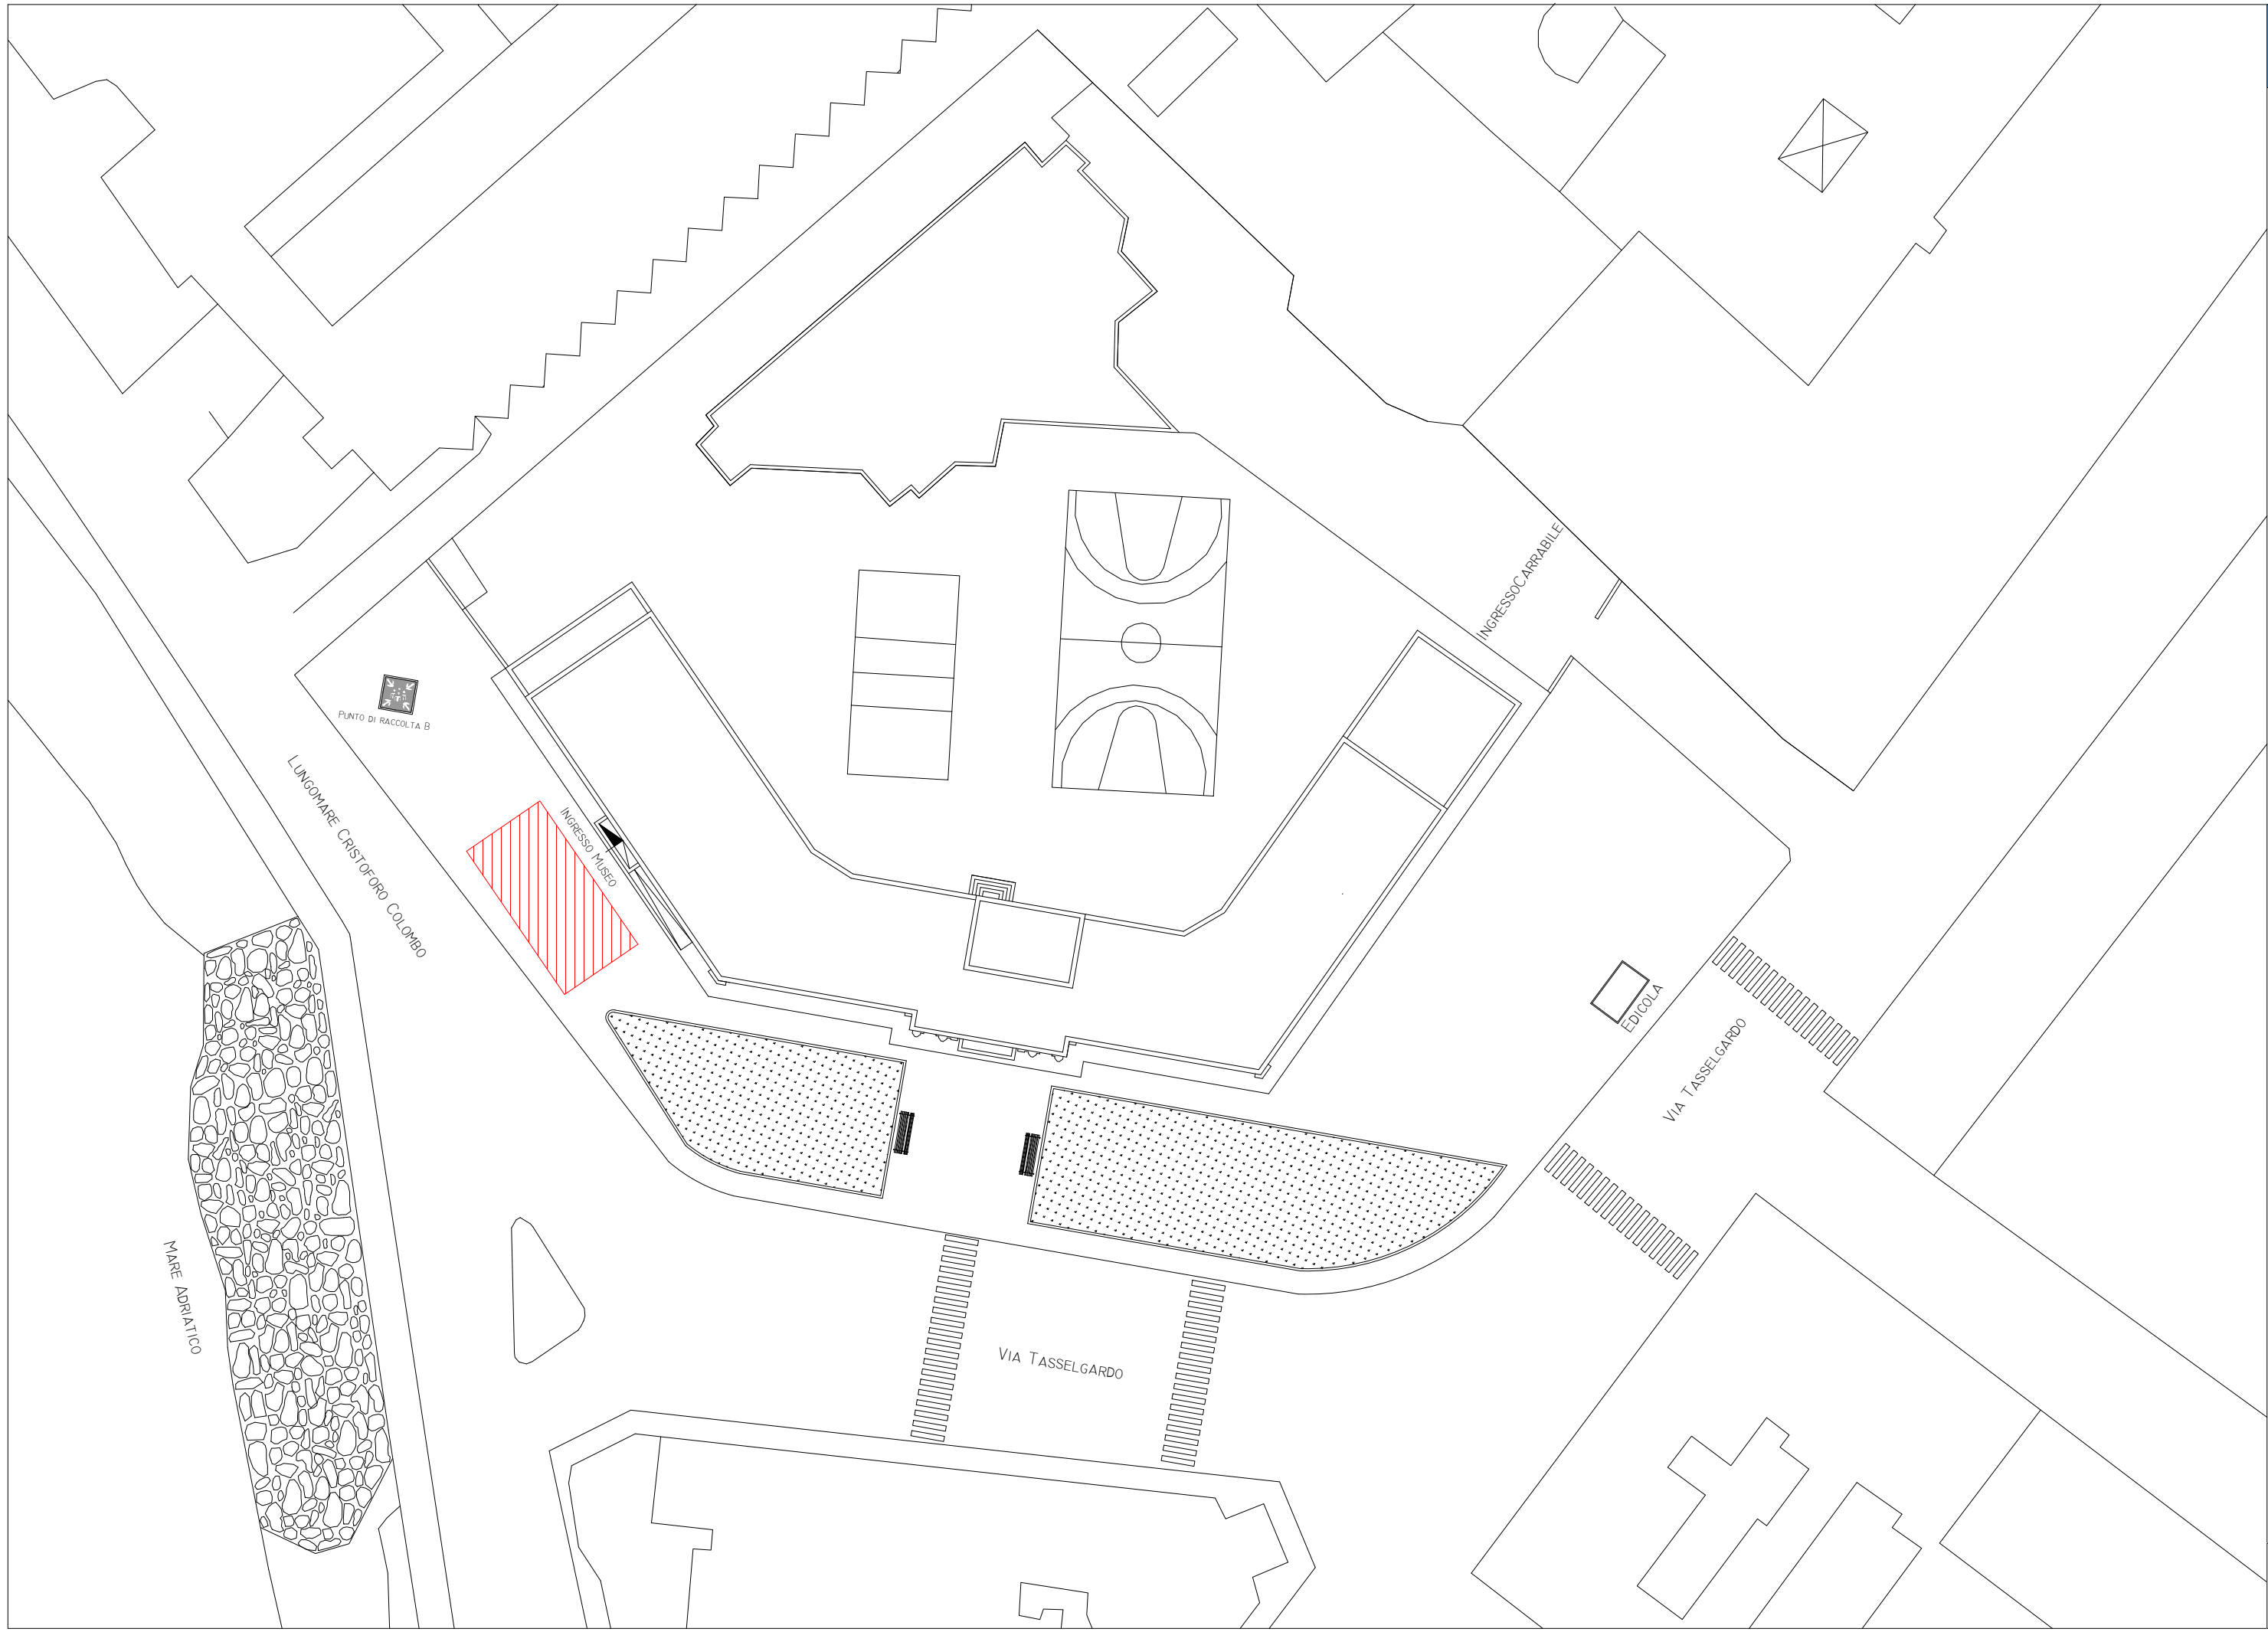 INGRESSO CARRABILE
PUNTO DI RACCOLTA B
LUNGOMARE CRISTOFORO COLOMBO
INGRESSO MUSEO
EDICOLA
VIA TASSELGARDO
MARE ADRIATICO
VIA TASSELGARDO